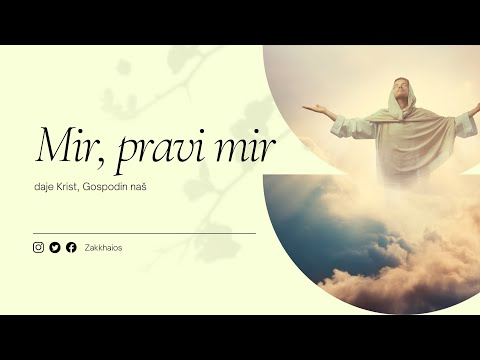 Mir, pravi mir
daje Krist, Gospodin naš
Zakkhaios